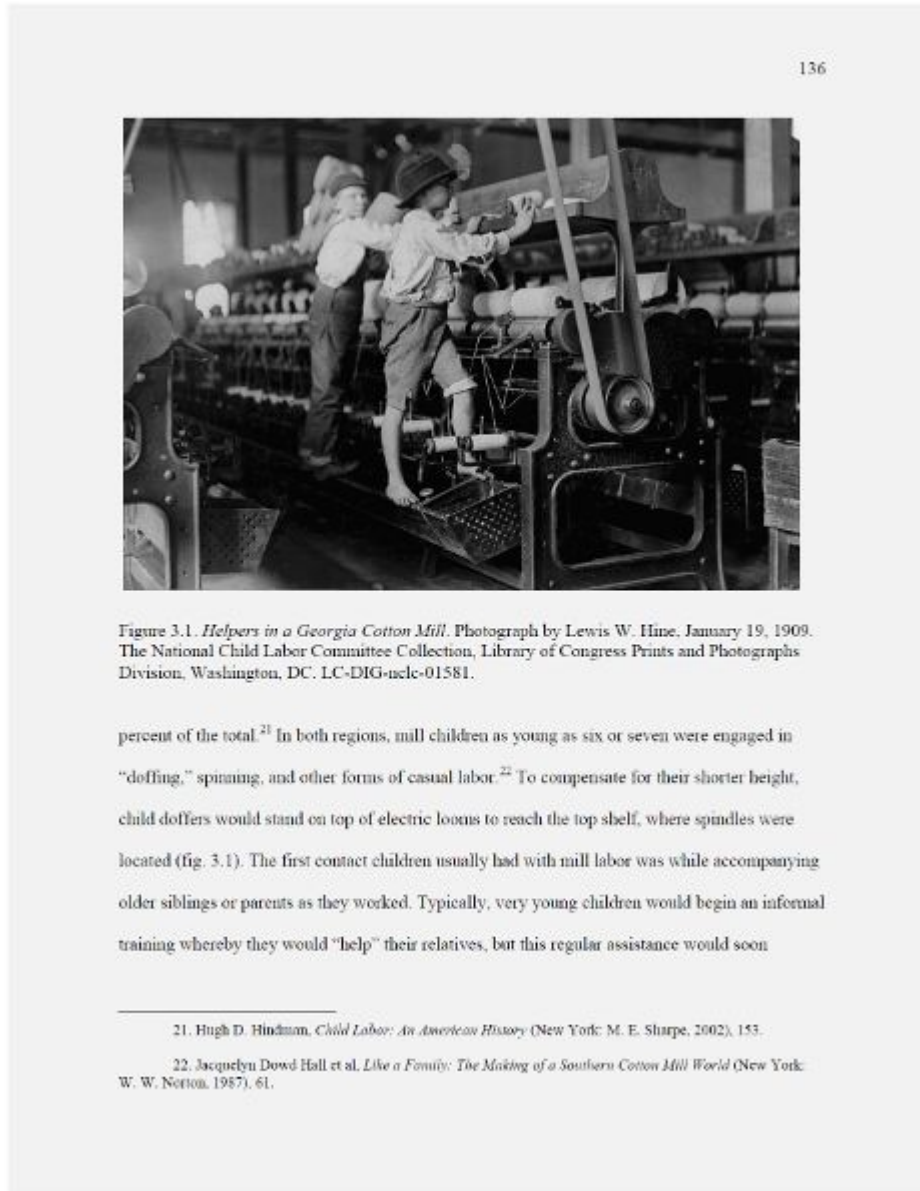 136
Figure 3.1. Helpers in a Georgia Cotton Mill. Photograph by Lewis W. Hine, January 19, 1909.
The National Child Labor Committee Collection, Library of Congress Prints and Photographs
Division, Washington, DC. LC-DIG-nclc-01581.
percent of the total.21 In both regions, mill children as young as six or seven were engaged in
“doffing,” spinning, and other forms of casual labor.22 To compensate for their shorter height,
child doffers would stand on top of electric looms to reach the top shelf, where spindles were
located (fig. 3.1). The first contact children usually had with mill labor was while accompanying
older siblings or parents as they worked. Typically, very young children would begin an informal
training whereby they would “help” their relatives, but this regular assistance would soon
21. Hugh D. Hindman, Child Labor: An American History (New York: M. E. Sharpe, 2002), 153.
22. Jacquelyn Dowd Hall et al, Like a Family: The Making of a Southern Cotton Mill World (New York:
W. W. Norton, 1987), 61.